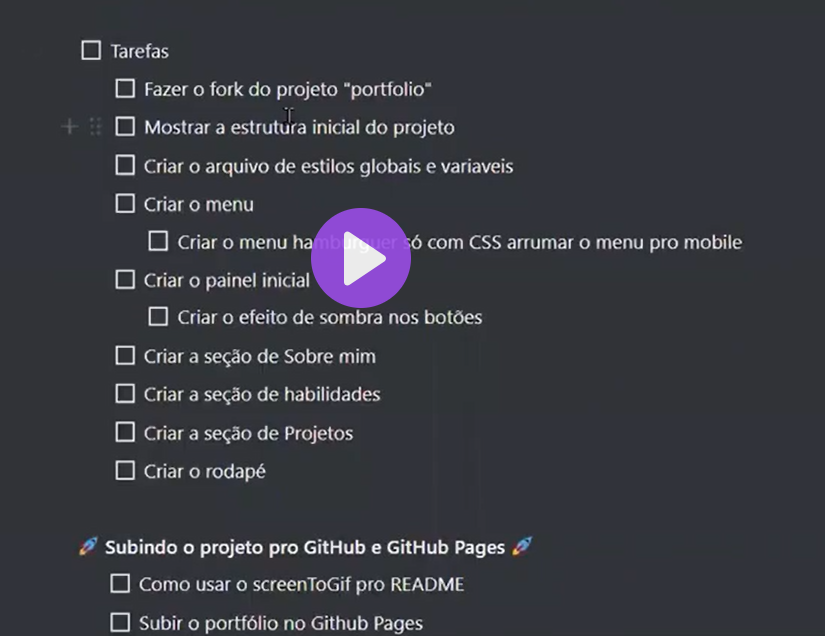 Tarefas
Fazer o fork do projeto "portfolio"
Mostrar a estrutura inicial do projeto
Criar o arquivo de estilos globais e variaveis
Criar o menu
Criar o menu hamburguer só com CSS arrumar o menu pro mobile
Criar o painel inicial
Criar o efeito de sombra nos botões
Criar a seção de Sobre mim
Criar a seção de habilidades
Criar a seção de Projetos
Criar o rodapé
🚀 Subindo o projeto pro GitHub e GitHub Pages 🚀
Como usar o screenToGif pro README
Subir o portfólio no Github Pages